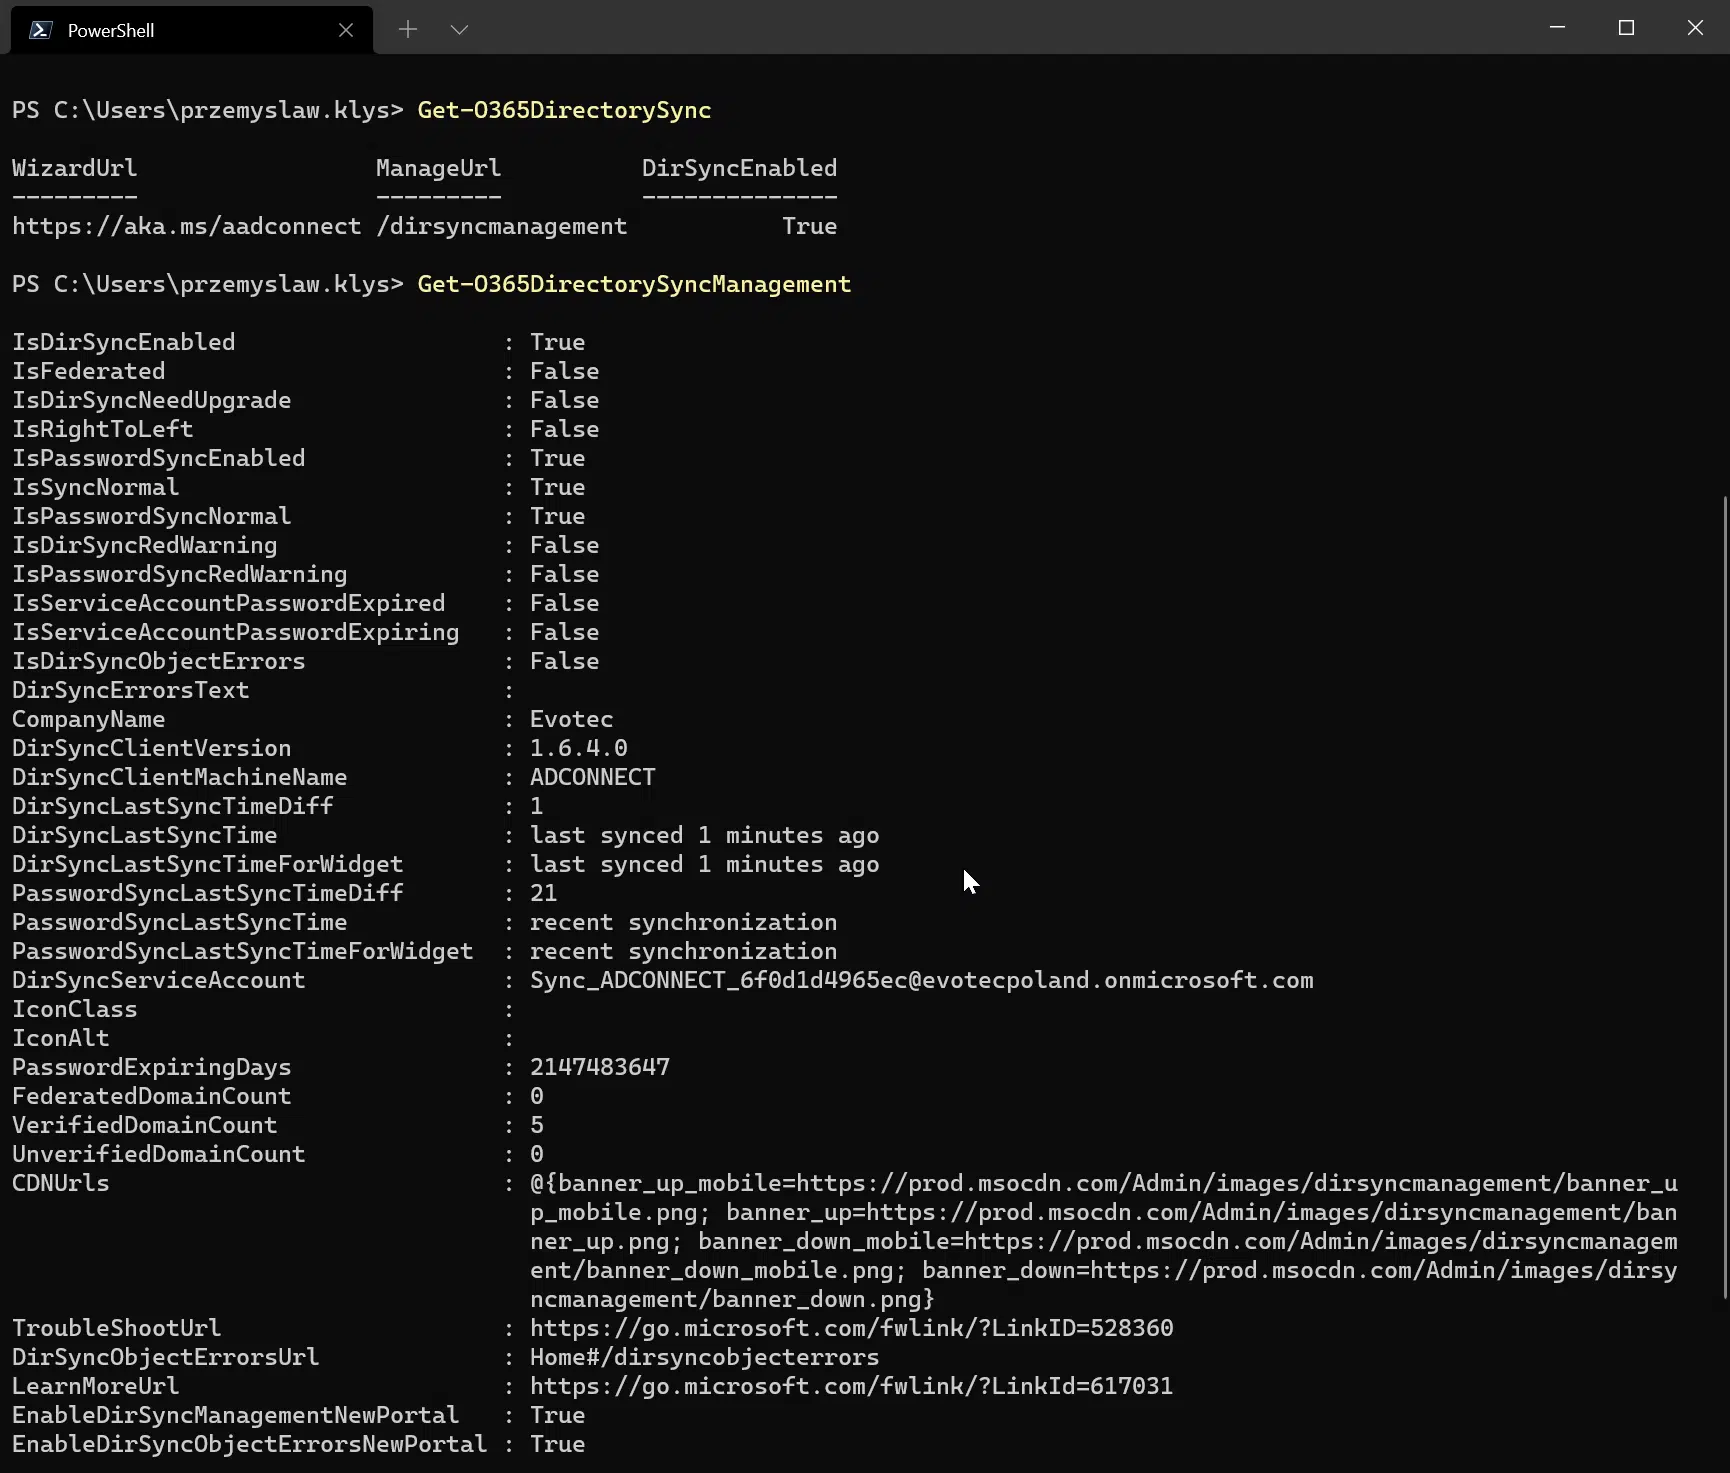 PowerShell
PS C:\Users\przemyslaw.klys> Get-O365DirectorySync
WizardUrl ManageUrl DirSyncEnabled
--------- --------- --------------
https://aka.ms/aadconnect /dirsyncmanagement True
PS C:\Users\przemyslaw.klys> Get-O365DirectorySyncManagement
IsDirSyncEnabled : True
IsFederated : False
IsDirSyncNeedUpgrade : False
IsRightToLeft : False
IsPasswordSyncEnabled : True
IsSyncNormal : True
IsPasswordSyncNormal : True
IsDirSyncRedWarning : False
IsPasswordSyncRedWarning : False
IsServiceAccountPasswordExpired : False
IsServiceAccountPasswordExpiring : False
IsDirSyncObjectErrors : False
DirSyncErrorsText :
CompanyName : Evotec
DirSyncClientVersion : 1.6.4.0
DirSyncClientMachineName : ADCONNECT
DirSyncLastSyncTimeDiff : 1
DirSyncLastSyncTime : last synced 1 minutes ago
DirSyncLastSyncTimeForWidget : last synced 1 minutes ago
PasswordSyncLastSyncTimeDiff : 21
PasswordSyncLastSyncTime : recent synchronization
PasswordSyncLastSyncTimeForWidget : recent synchronization
DirSyncServiceAccount : Sync_ADCONNECT_6f0d1d4965ec@evotecpoland.onmicrosoft.com
IconClass :
IconAlt :
PasswordExpiringDays : 2147483647
FederatedDomainCount : 0
VerifiedDomainCount : 5
UnverifiedDomainCount : 0
CDNUrls : @{banner_up_mobile=https://prod.msocdn.com/Admin/images/dirsyncmanagement/banner_u
p_mobile.png; banner_up=https://prod.msocdn.com/Admin/images/dirsyncmanagement/ban
ner_up.png; banner_down_mobile=https://prod.msocdn.com/Admin/images/dirsyncmanagem
ent/banner_down_mobile.png; banner_down=https://prod.msocdn.com/Admin/images/dirsy
ncmanagement/banner_down.png}
TroubleShootUrl : https://go.microsoft.com/fwlink/?LinkID=528360
DirSyncObjectErrorsUrl : Home#/dirsyncobjecterrors
LearnMoreUrl : https://go.microsoft.com/fwlink/?LinkId=617031
EnableDirSyncManagementNewPortal : True
EnableDirSyncObjectErrorsNewPortal : True